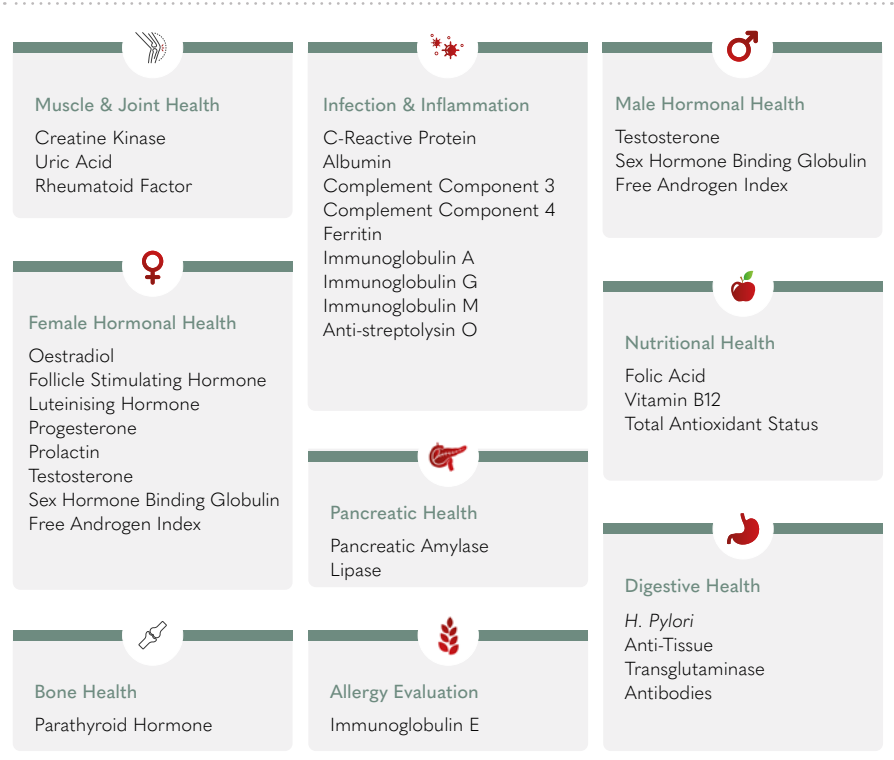 Muscle & Joint Health
Creatine Kinase
Uric Acid
Rheumatoid Factor
Female Hormonal Health
Oestradiol
Follicle Stimulating Hormone
Luteinising Hormone
Progesterone
Prolactin
Testosterone
Sex Hormone Binding Globulin
Free Androgen Index
Bone Health
Parathyroid Hormone
Infection & Inflammation
C-Reactive Protein
Albumin
Complement Component 3
Complement Component 4
Ferritin
Immunoglobulin A
Immunoglobulin G
Immunoglobulin M
Anti-streptolysin O
Pancreatic Health
Pancreatic Amylase
Lipase
Allergy Evaluation
Immunoglobulin E
Male Hormonal Health
Testosterone
Sex Hormone Binding Globulin
Free Androgen Index
Nutritional Health
Folic Acid
Vitamin B12
Total Antioxidant Status
Digestive Health
H. Pylori
Anti-Tissue
Transglutaminase
Antibodies